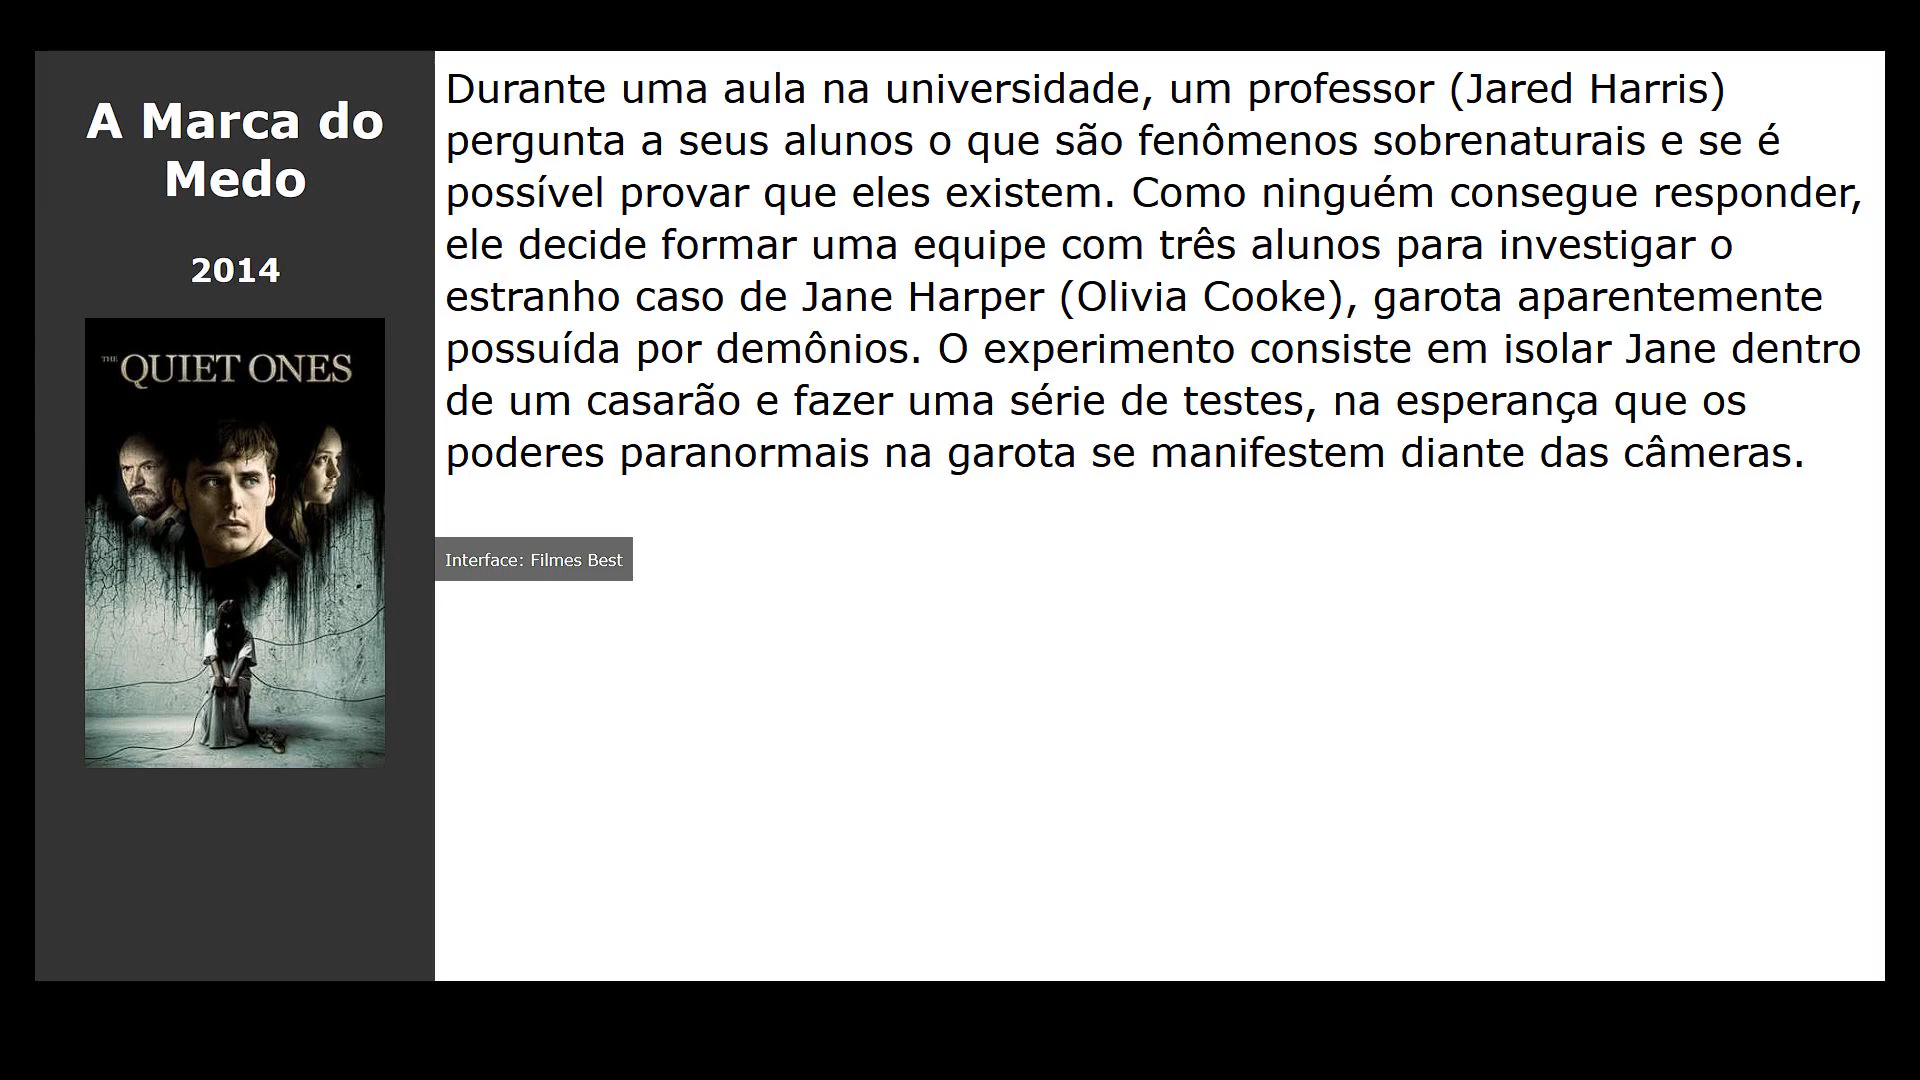 A Marca do
Medo
2014
THE QUIET ONES
Durante uma aula na universidade, um professor (Jared Harris)
pergunta a seus alunos o que são fenômenos sobrenaturais e se é
possível provar que eles existem. Como ninguém consegue responder,
ele decide formar uma equipe com três alunos para investigar o
estranho caso de Jane Harper (Olivia Cooke), garota aparentemente
possuída por demônios. O experimento consiste em isolar Jane dentro
de um casarão e fazer uma série de testes, na esperança que os
poderes paranormais na garota se manifestem diante das câmeras.
Interface: Filmes Best